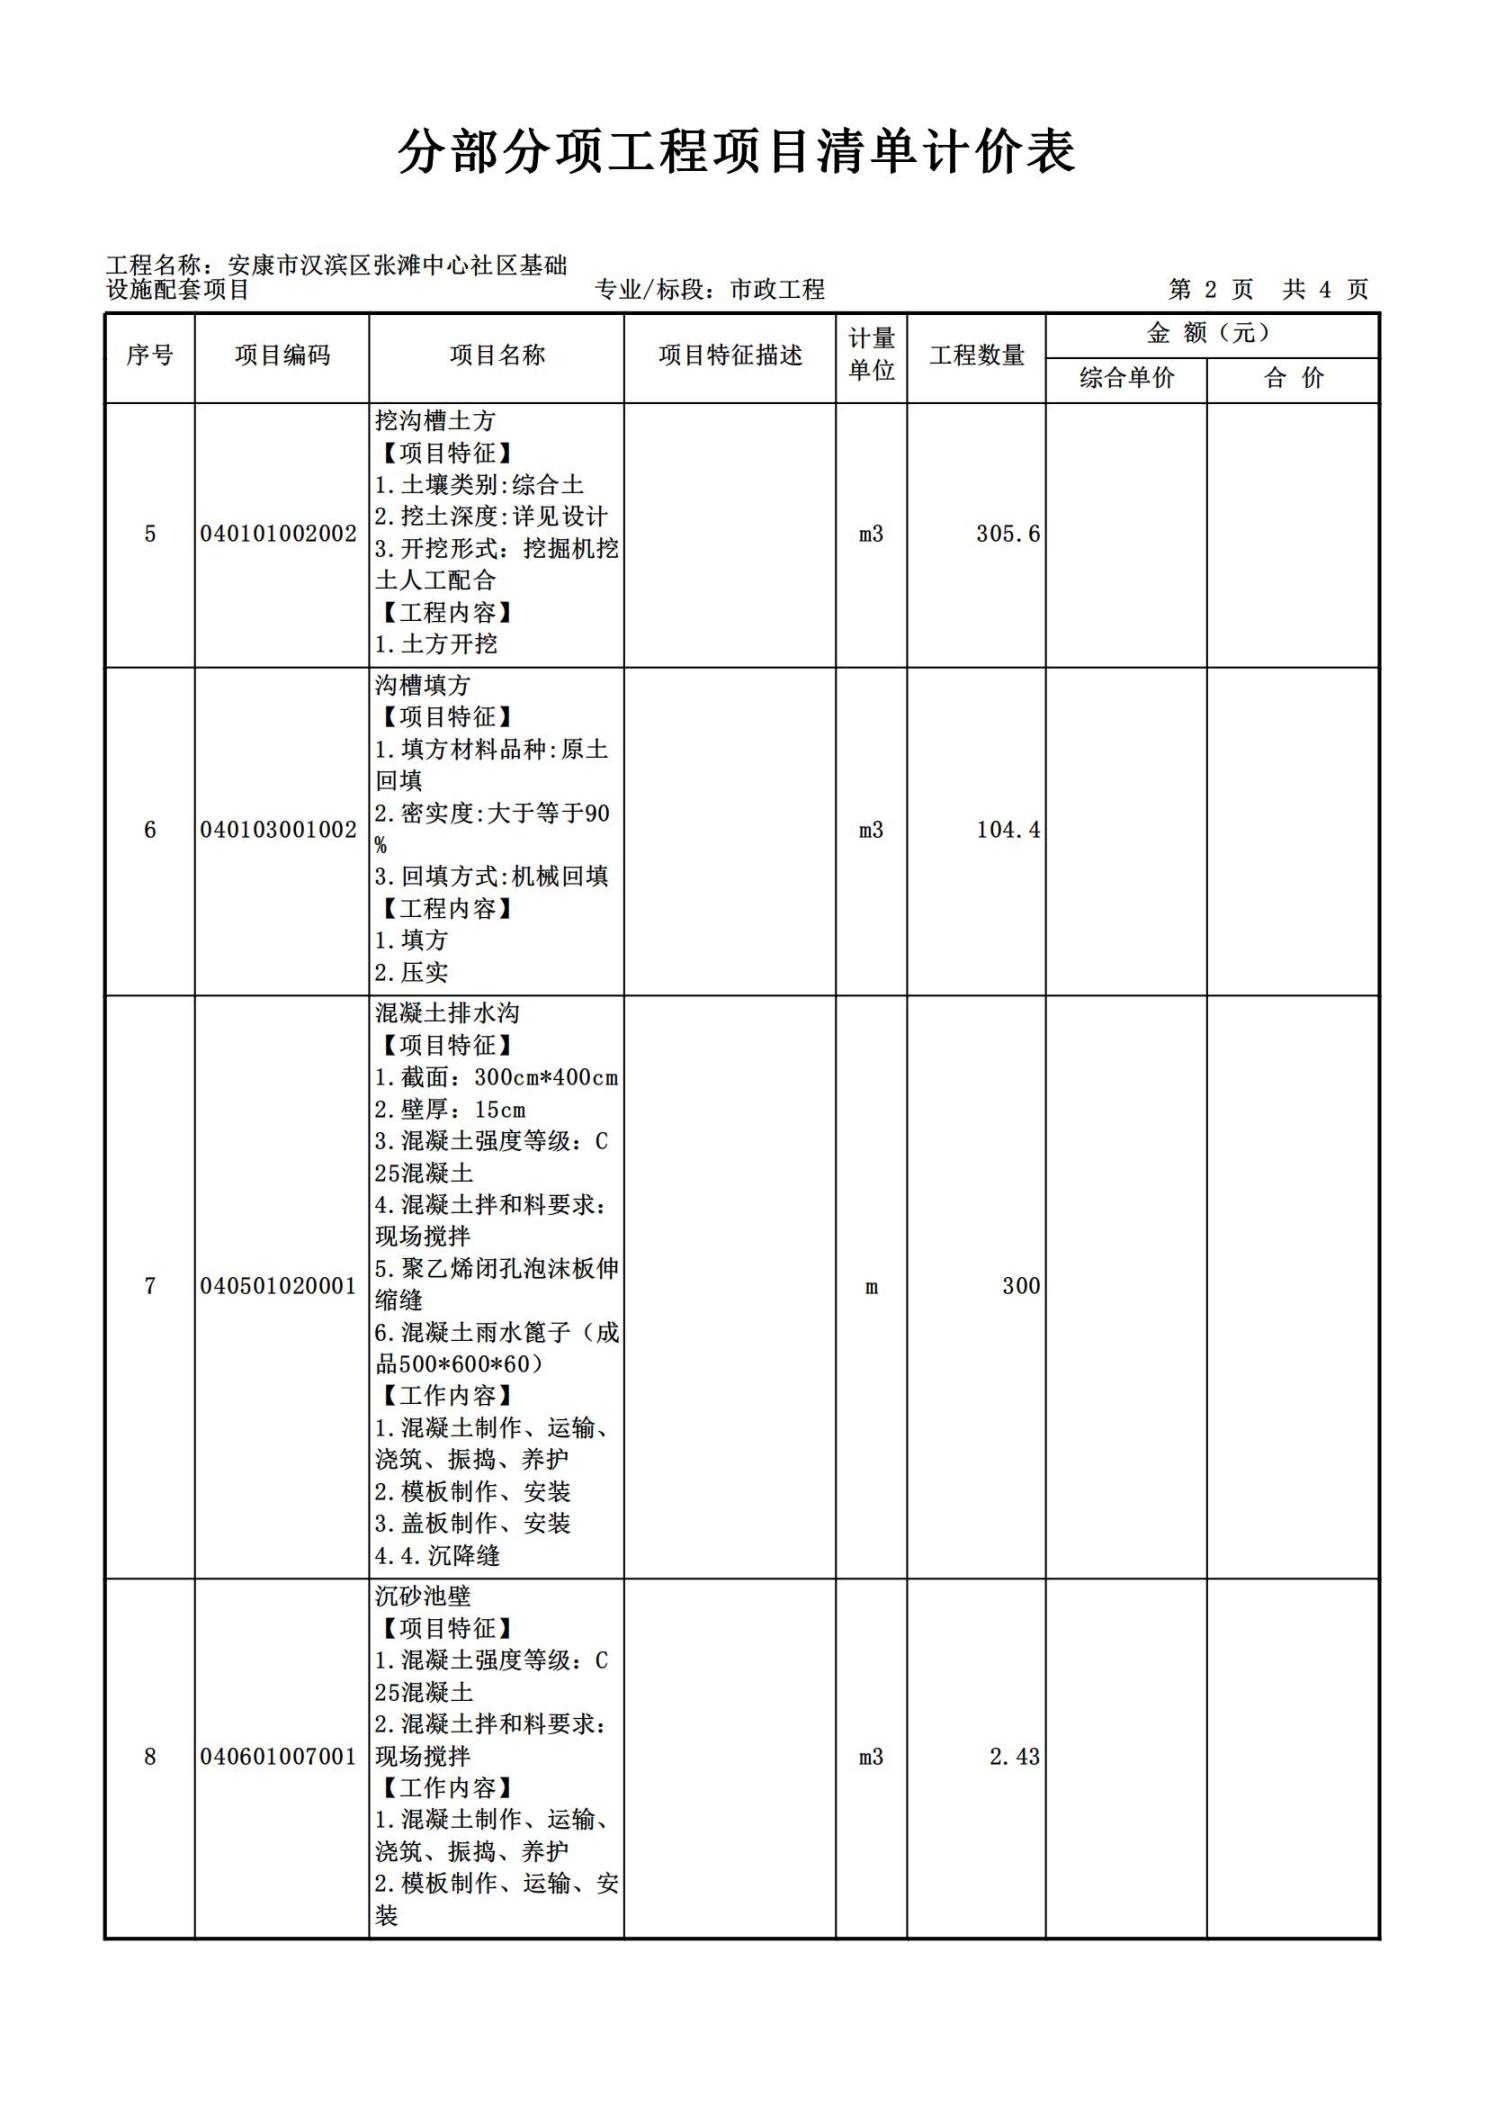 分部分项工程项目清单计价表
工程名称：安康市汉滨区张滩中心社区基础
设施配套项目 专业/标段：市政工程 第 2 页 共 4 页
序号 项目编码 项目名称 项目特征描述 计量
单位 工程数量 金 额（元）
综合单价 合 价
5 040101002002 挖沟槽土方
【项目特征】
1.土壤类别:综合土
2.挖土深度:详见设计
3.开挖形式：挖掘机挖
土人工配合
【工程内容】
1.土方开挖
m3 305.6
6 040103001002 沟槽填方
【项目特征】
1.填方材料品种:原土
回填
2.密实度:大于等于90
%
3.回填方式:机械回填
【工程内容】
1.填方
2.压实
m3 104.4
7 040501020001 混凝土排水沟
【项目特征】
1.截面：300cm*400cm
2.壁厚：15cm
3.混凝土强度等级：C
25混凝土
4.混凝土拌和料要求：
现场搅拌
5.聚乙烯闭孔泡沫板伸
缩缝
6.混凝土雨水篦子（成
品500*600*60）
【工作内容】
1.混凝土制作、运输、
浇筑、振捣、养护
2.模板制作、安装
3.盖板制作、安装
4.4.沉降缝
m 300
8 040601007001 沉砂池壁
【项目特征】
1.混凝土强度等级：C
25混凝土
2.混凝土拌和料要求：
现场搅拌
【工作内容】
1.混凝土制作、运输、
浇筑、振捣、养护
2.模板制作、运输、安
装
m3 2.43